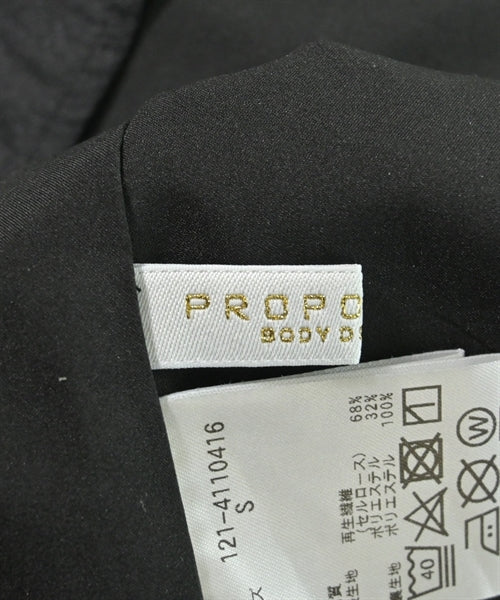 PROPO
BODY D
121-4110416
S
再生繊維 68%
(セルロース)
ポリエステル 32%
ポリエステル 100%
40
W